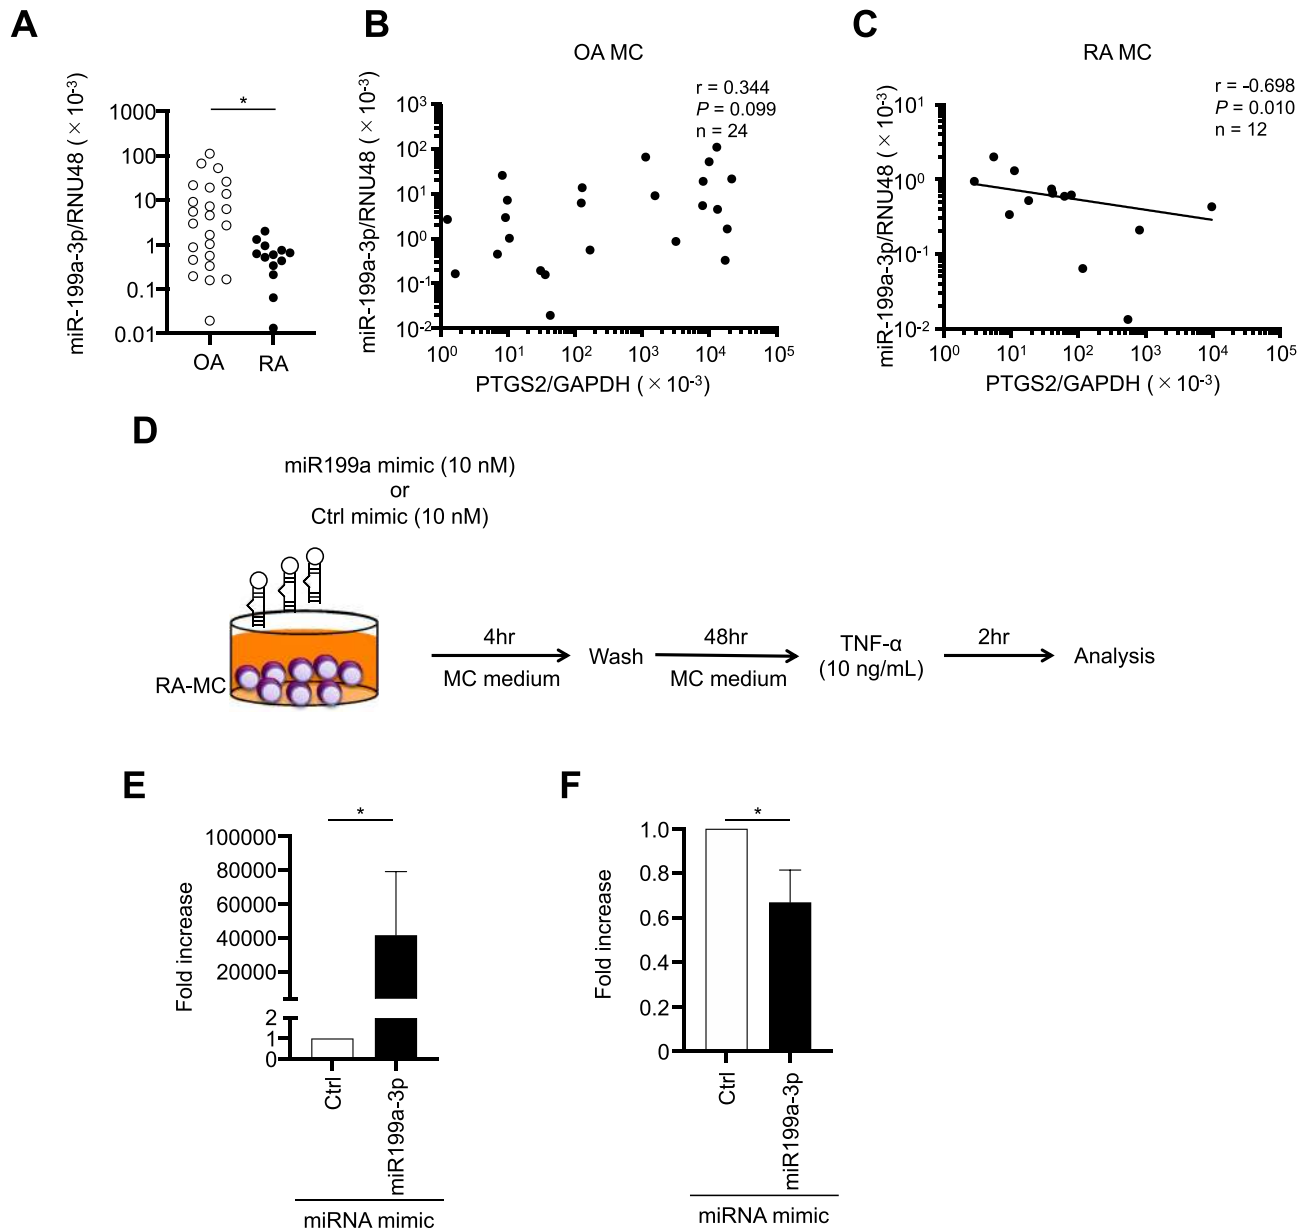 A
miR-199a-3p/RNU48 (×10-3)
1000
100
10
1
0.1
0.01
*
OA
RA
B
OA MC
r = 0.344
P = 0.099
n = 24
miR-199a-3p/RNU48 (×10-3)
103
102
101
100
10-1
10-2
100
101
102
103
104
105
PTGS2/GAPDH (×10-3)
C
RA MC
r = -0.698
P = 0.010
n = 12
miR-199a-3p/RNU48 (×10-3)
101
100
10-1
10-2
100
101
102
103
104
105
PTGS2/GAPDH (×10-3)
D
miR199a mimic (10 nM)
or
Ctrl mimic (10 nM)
RA-MC
4hr
MC medium
Wash
48hr
MC medium
TNF-α
(10 ng/mL)
2hr
Analysis
E
Fold increase
100000
80000
60000
40000
20000
2
1
0
*
Ctrl
miR199a-3p
miRNA mimic
F
Fold increase
1.0
0.8
0.6
0.4
0.2
0
*
Ctrl
miR199a-3p
miRNA mimic